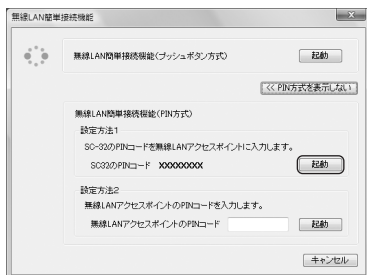 無線LAN簡単接続機能
無線LAN簡単接続機能(プッシュボタン方式)
起動
<< PIN方式を表示しない
無線LAN簡単接続機能(PIN方式)
設定方法1
SC-32のPINコードを無線LANアクセスポイントに入力します。
SC32のPINコード XXXXXXXX
起動
設定方法2
無線LANアクセスポイントのPINコードを入力します。
無線LANアクセスポイントのPINコード
起動
キャンセル